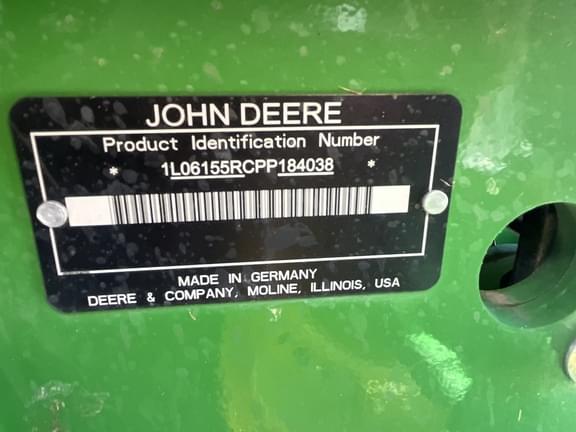 JOHN DEERE
Product Identification Number
* 1L06155RCPP184038 *
MADE IN GERMANY
DEERE & COMPANY, MOLINE, ILLINOIS, USA